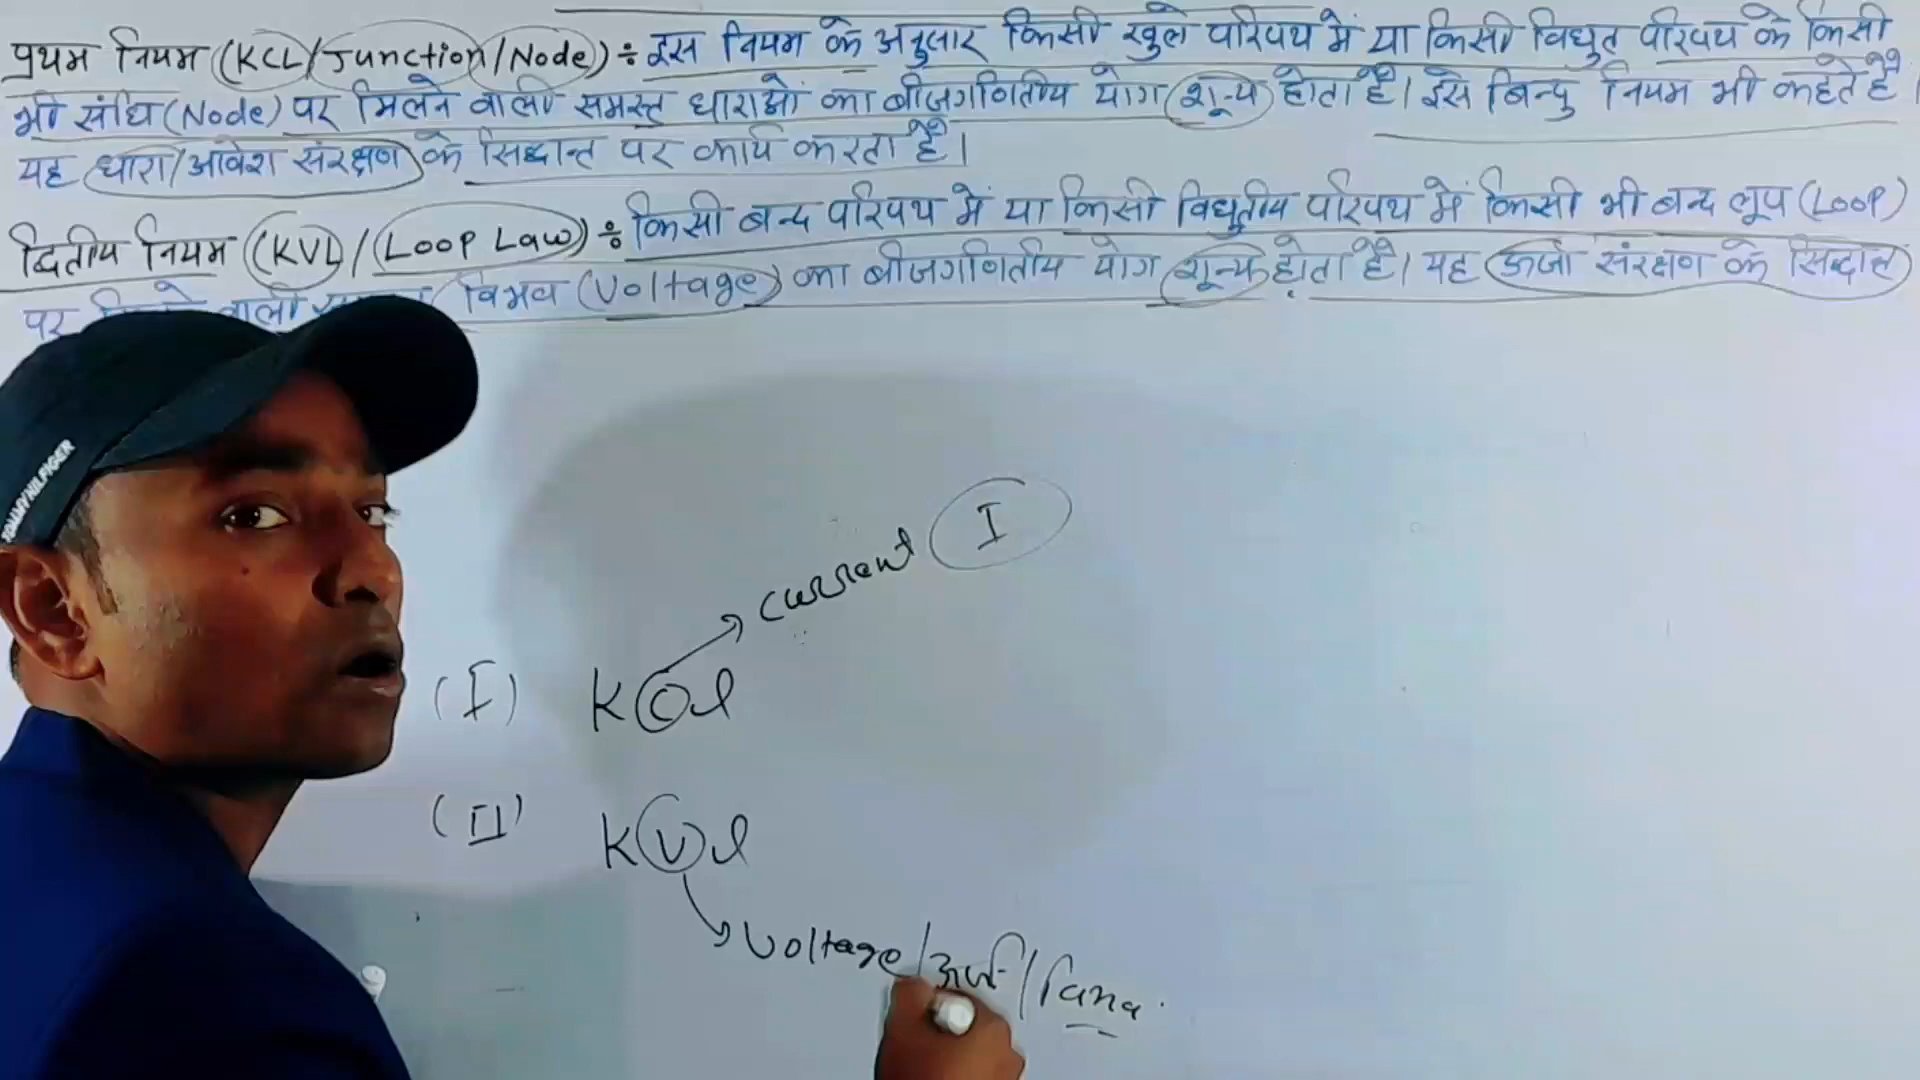 प्रथम नियम (KCL/Junction/Node) ÷ इस नियम के अनुसार किसी खुले परिपथ में या किसी विद्युत परिपथ के किसी
भी संधि (Node) पर मिलने वाली समस्त धाराओं का बीजगणितीय योग शून्य होता है। इसे बिन्दु नियम भी कहते हैं।
यह धारा/आवेश संरक्षण के सिद्धान्त पर कार्य करता है।
द्वितीय नियम (KVL/(Loop Law) ÷ किसी बन्द परिपथ में या किसी विद्युतीय परिपथ में किसी भी बन्द लूप (Loop)
पर वाली विभव (Voltage) का बीजगणितीय योग शून्य होता है। यह ऊर्जा संरक्षण के सिद्धान्त
TOMMY HILFIGER
current I
(I) KCL
(II) KVL
Voltage/ऊर्जा/विभव